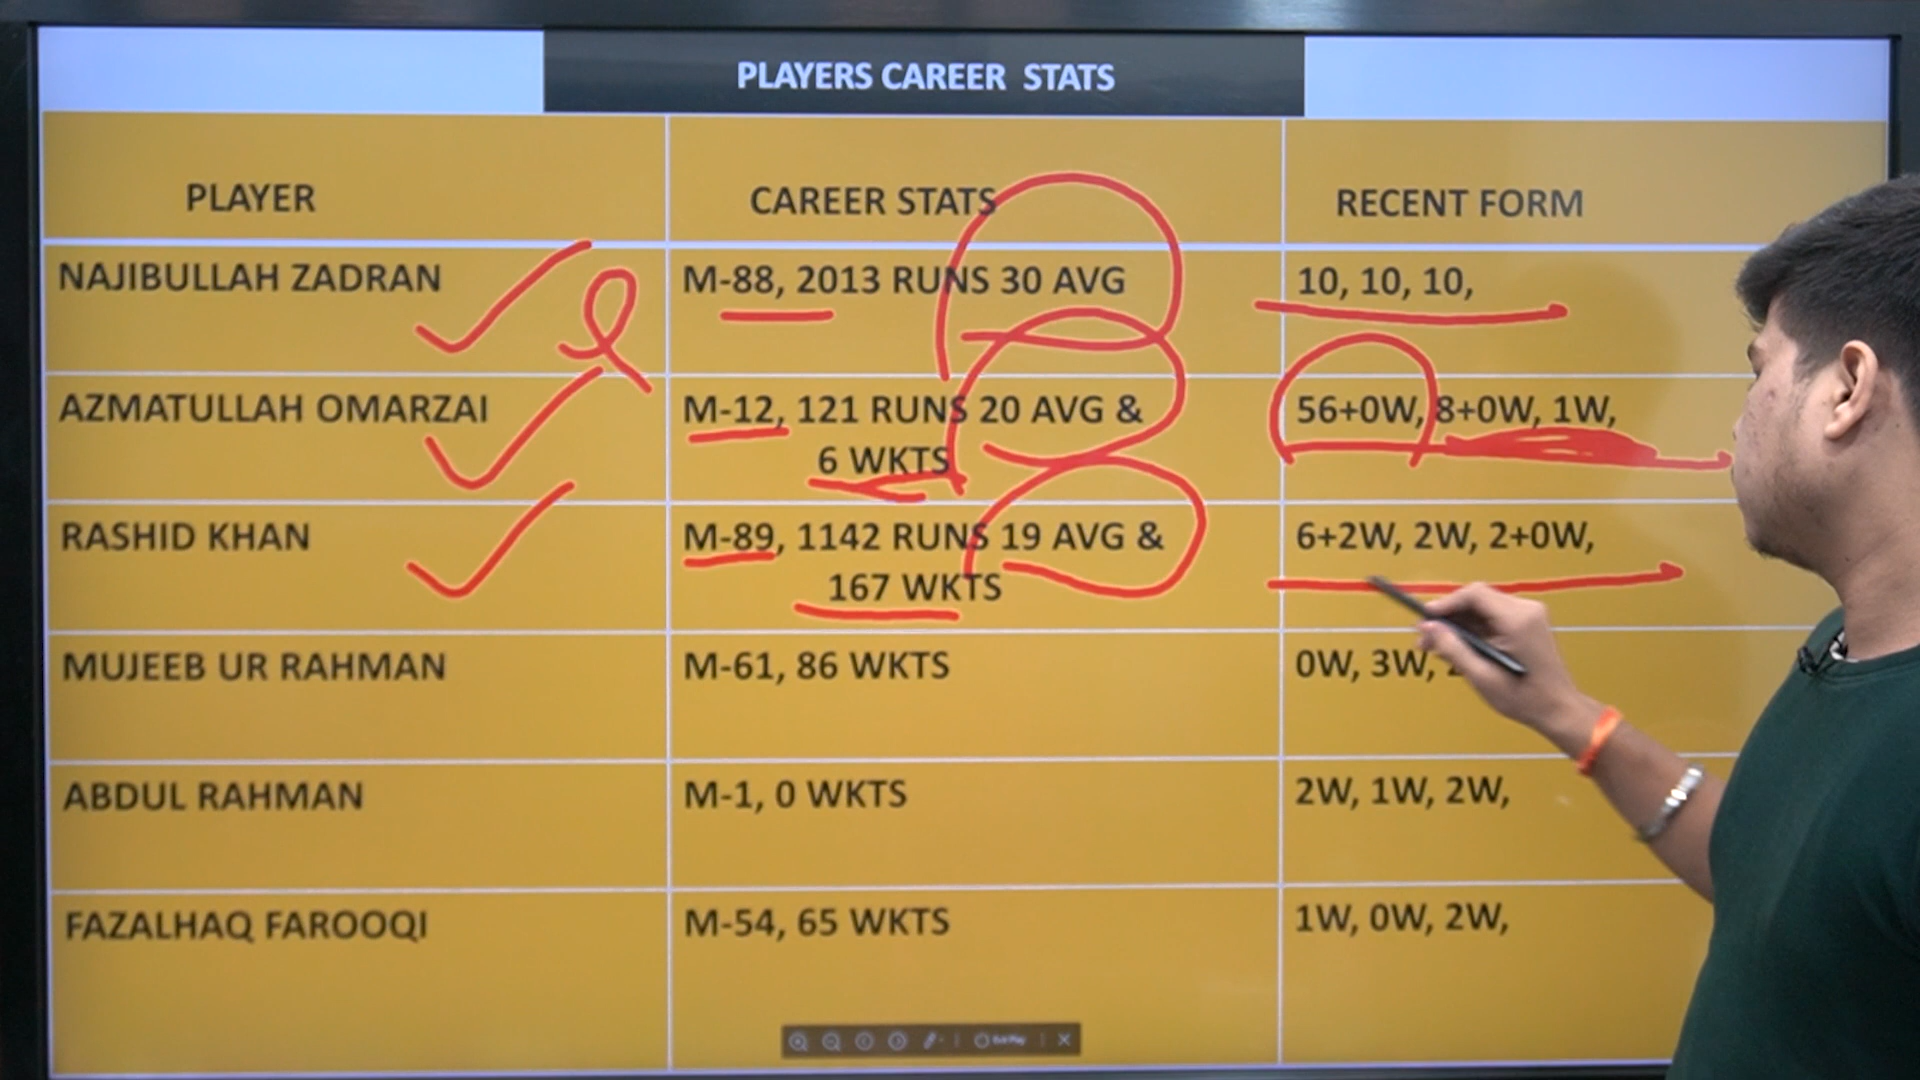 PLAYERS CAREER STATS
PLAYER CAREER STATS RECENT FORM
NAJIBULLAH ZADRAN M-88, 2013 RUNS 30 AVG 10, 10, 10,
AZMATULLAH OMARZAI M-12, 121 RUNS 20 AVG & 56+0W, 8+0W, 1W,
6 WKTS
RASHID KHAN M-89, 1142 RUNS 19 AVG & 6+2W, 2W, 2+0W,
167 WKTS
MUJEEB UR RAHMAN M-61, 86 WKTS 0W, 3W,
ABDUL RAHMAN M-1, 0 WKTS 2W, 1W, 2W,
FAZALHAQ FAROOQI M-54, 65 WKTS 1W, 0W, 2W,